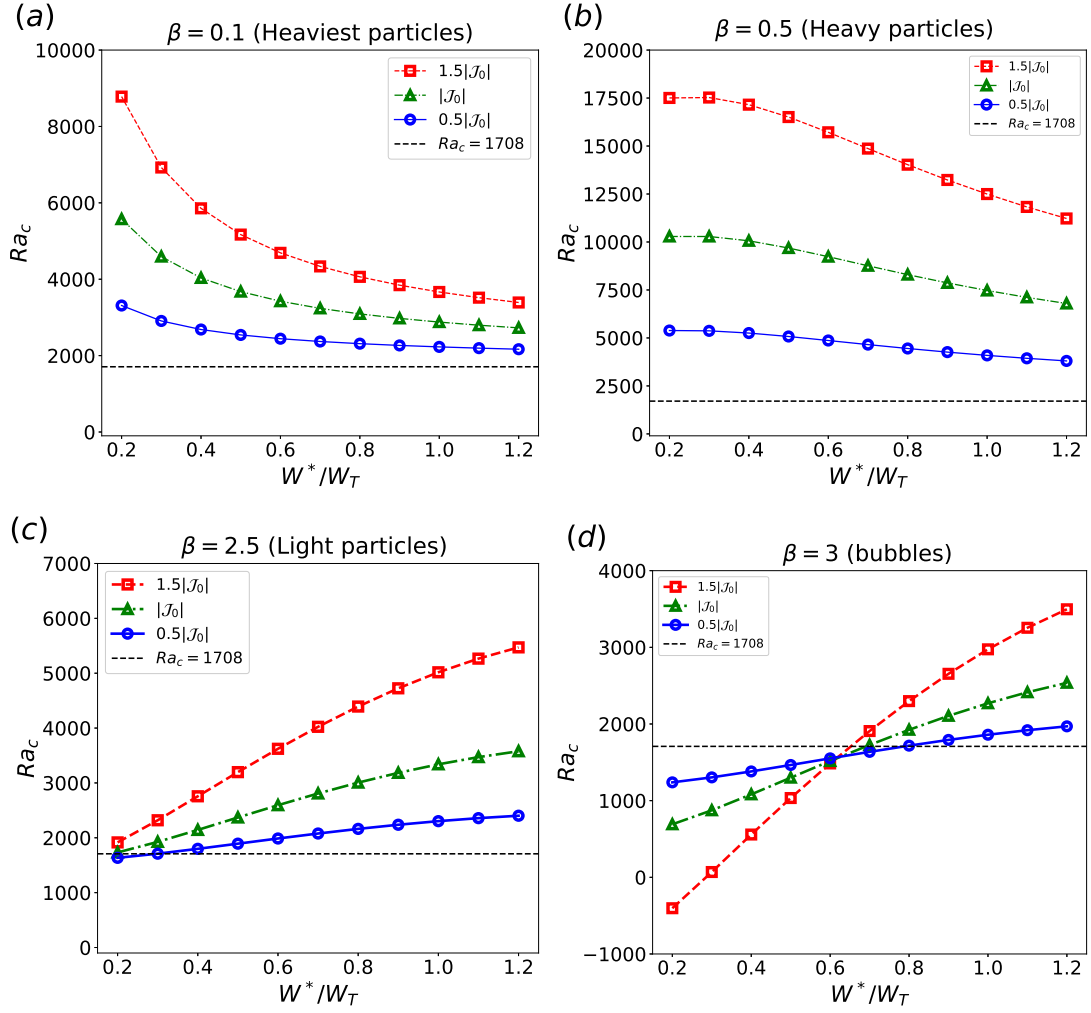 (a)
β = 0.1 (Heaviest particles)
10000
8000
6000
4000
2000
0
Ra_c
1.5|𝒥₀|
|𝒥₀|
0.5|𝒥₀|
Ra_c = 1708
0.2 0.4 0.6 0.8 1.0 1.2
W*/W_T
(b)
β = 0.5 (Heavy particles)
20000
17500
15000
12500
10000
7500
5000
2500
0
Ra_c
1.5|𝒥₀|
|𝒥₀|
0.5|𝒥₀|
Ra_c = 1708
0.2 0.4 0.6 0.8 1.0 1.2
W*/W_T
(c)
β = 2.5 (Light particles)
7000
6000
5000
4000
3000
2000
1000
0
Ra_c
1.5|𝒥₀|
|𝒥₀|
0.5|𝒥₀|
Ra_c = 1708
0.2 0.4 0.6 0.8 1.0 1.2
W*/W_T
(d)
β = 3 (bubbles)
4000
3000
2000
1000
0
−1000
Ra_c
1.5|𝒥₀|
|𝒥₀|
0.5|𝒥₀|
Ra_c = 1708
0.2 0.4 0.6 0.8 1.0 1.2
W*/W_T